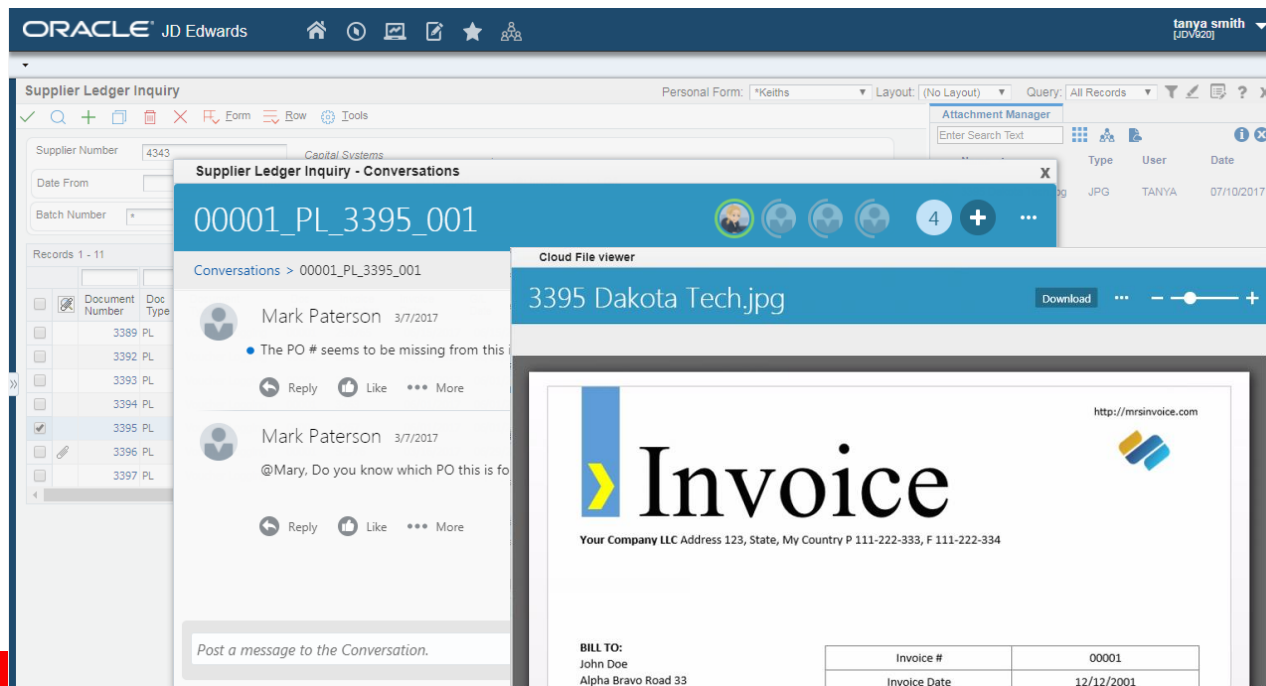 ORACLE JD Edwards
tanya smith
[JDV920]
Supplier Ledger Inquiry
Personal Form: *Keiths Layout: (No Layout) Query: All Records
Form Row Tools
Attachment Manager
Enter Search Text
Supplier Number 4343 Capital Systems
Type User Date
JPG TANYA 07/10/2017
Date From
Batch Number *
Records 1 - 11
Document Number Doc Type
3389 PL
3392 PL
3393 PL
3394 PL
3395 PL
3396 PL
3397 PL
Supplier Ledger Inquiry - Conversations X
00001_PL_3395_001 4
Conversations > 00001_PL_3395_001
Mark Paterson 3/7/2017
The PO # seems to be missing from this
Reply Like More
Mark Paterson 3/7/2017
@Mary, Do you know which PO this is fo
Reply Like More
Post a message to the Conversation.
Cloud File viewer
3395 Dakota Tech.jpg Download
http://mrsinvoice.com
Invoice
Your Company LLC Address 123, State, My Country P 111-222-333, F 111-222-334
BILL TO:
John Doe
Alpha Bravo Road 33
Invoice # 00001
Invoice Date 12/12/2001